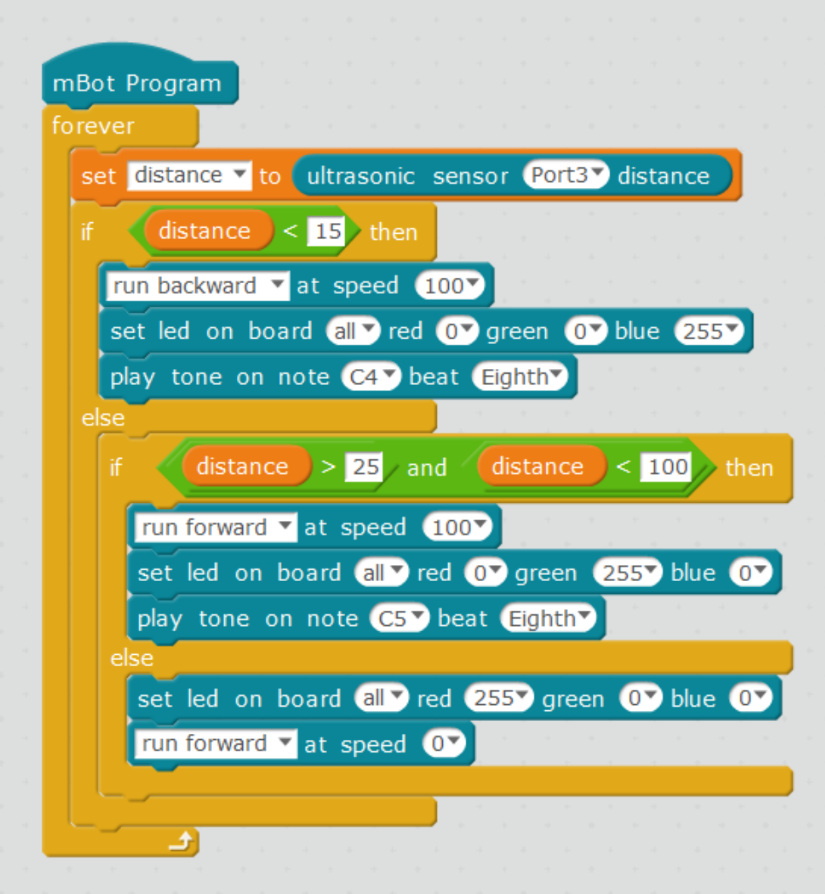 mBot Program
forever
set distance to ultrasonic sensor Port3 distance
if distance < 15 then
run backward at speed 100
set led on board all red 0 green 0 blue 255
play tone on note C4 beat Eighth
else
if distance > 25 and distance < 100 then
run forward at speed 100
set led on board all red 0 green 255 blue 0
play tone on note C5 beat Eighth
else
set led on board all red 255 green 0 blue 0
run forward at speed 0